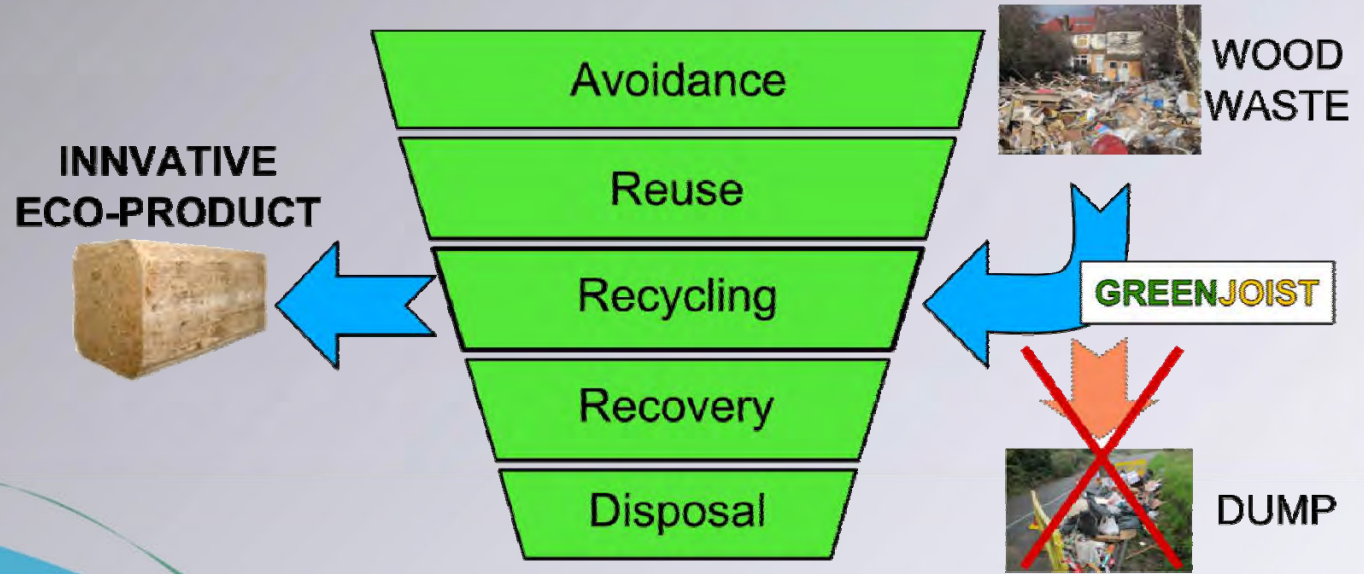 Avoidance
Reuse
Recycling
Recovery
Disposal
INNVATIVE
ECO-PRODUCT
WOOD
WASTE
GREENJOIST
DUMP